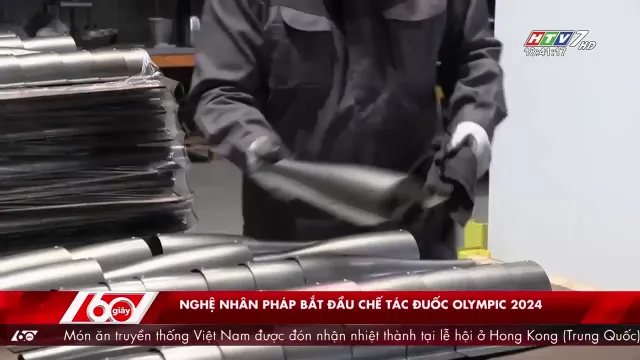 HTV7 HD
18:41:17
60 giây
NGHỆ NHÂN PHÁP BẮT ĐẦU CHẾ TÁC ĐUỐC OLYMPIC 2024
60 Món ăn truyền thống Việt Nam được đón nhận nhiệt thành tại lễ hội ở Hong Kong (Trung Quốc)